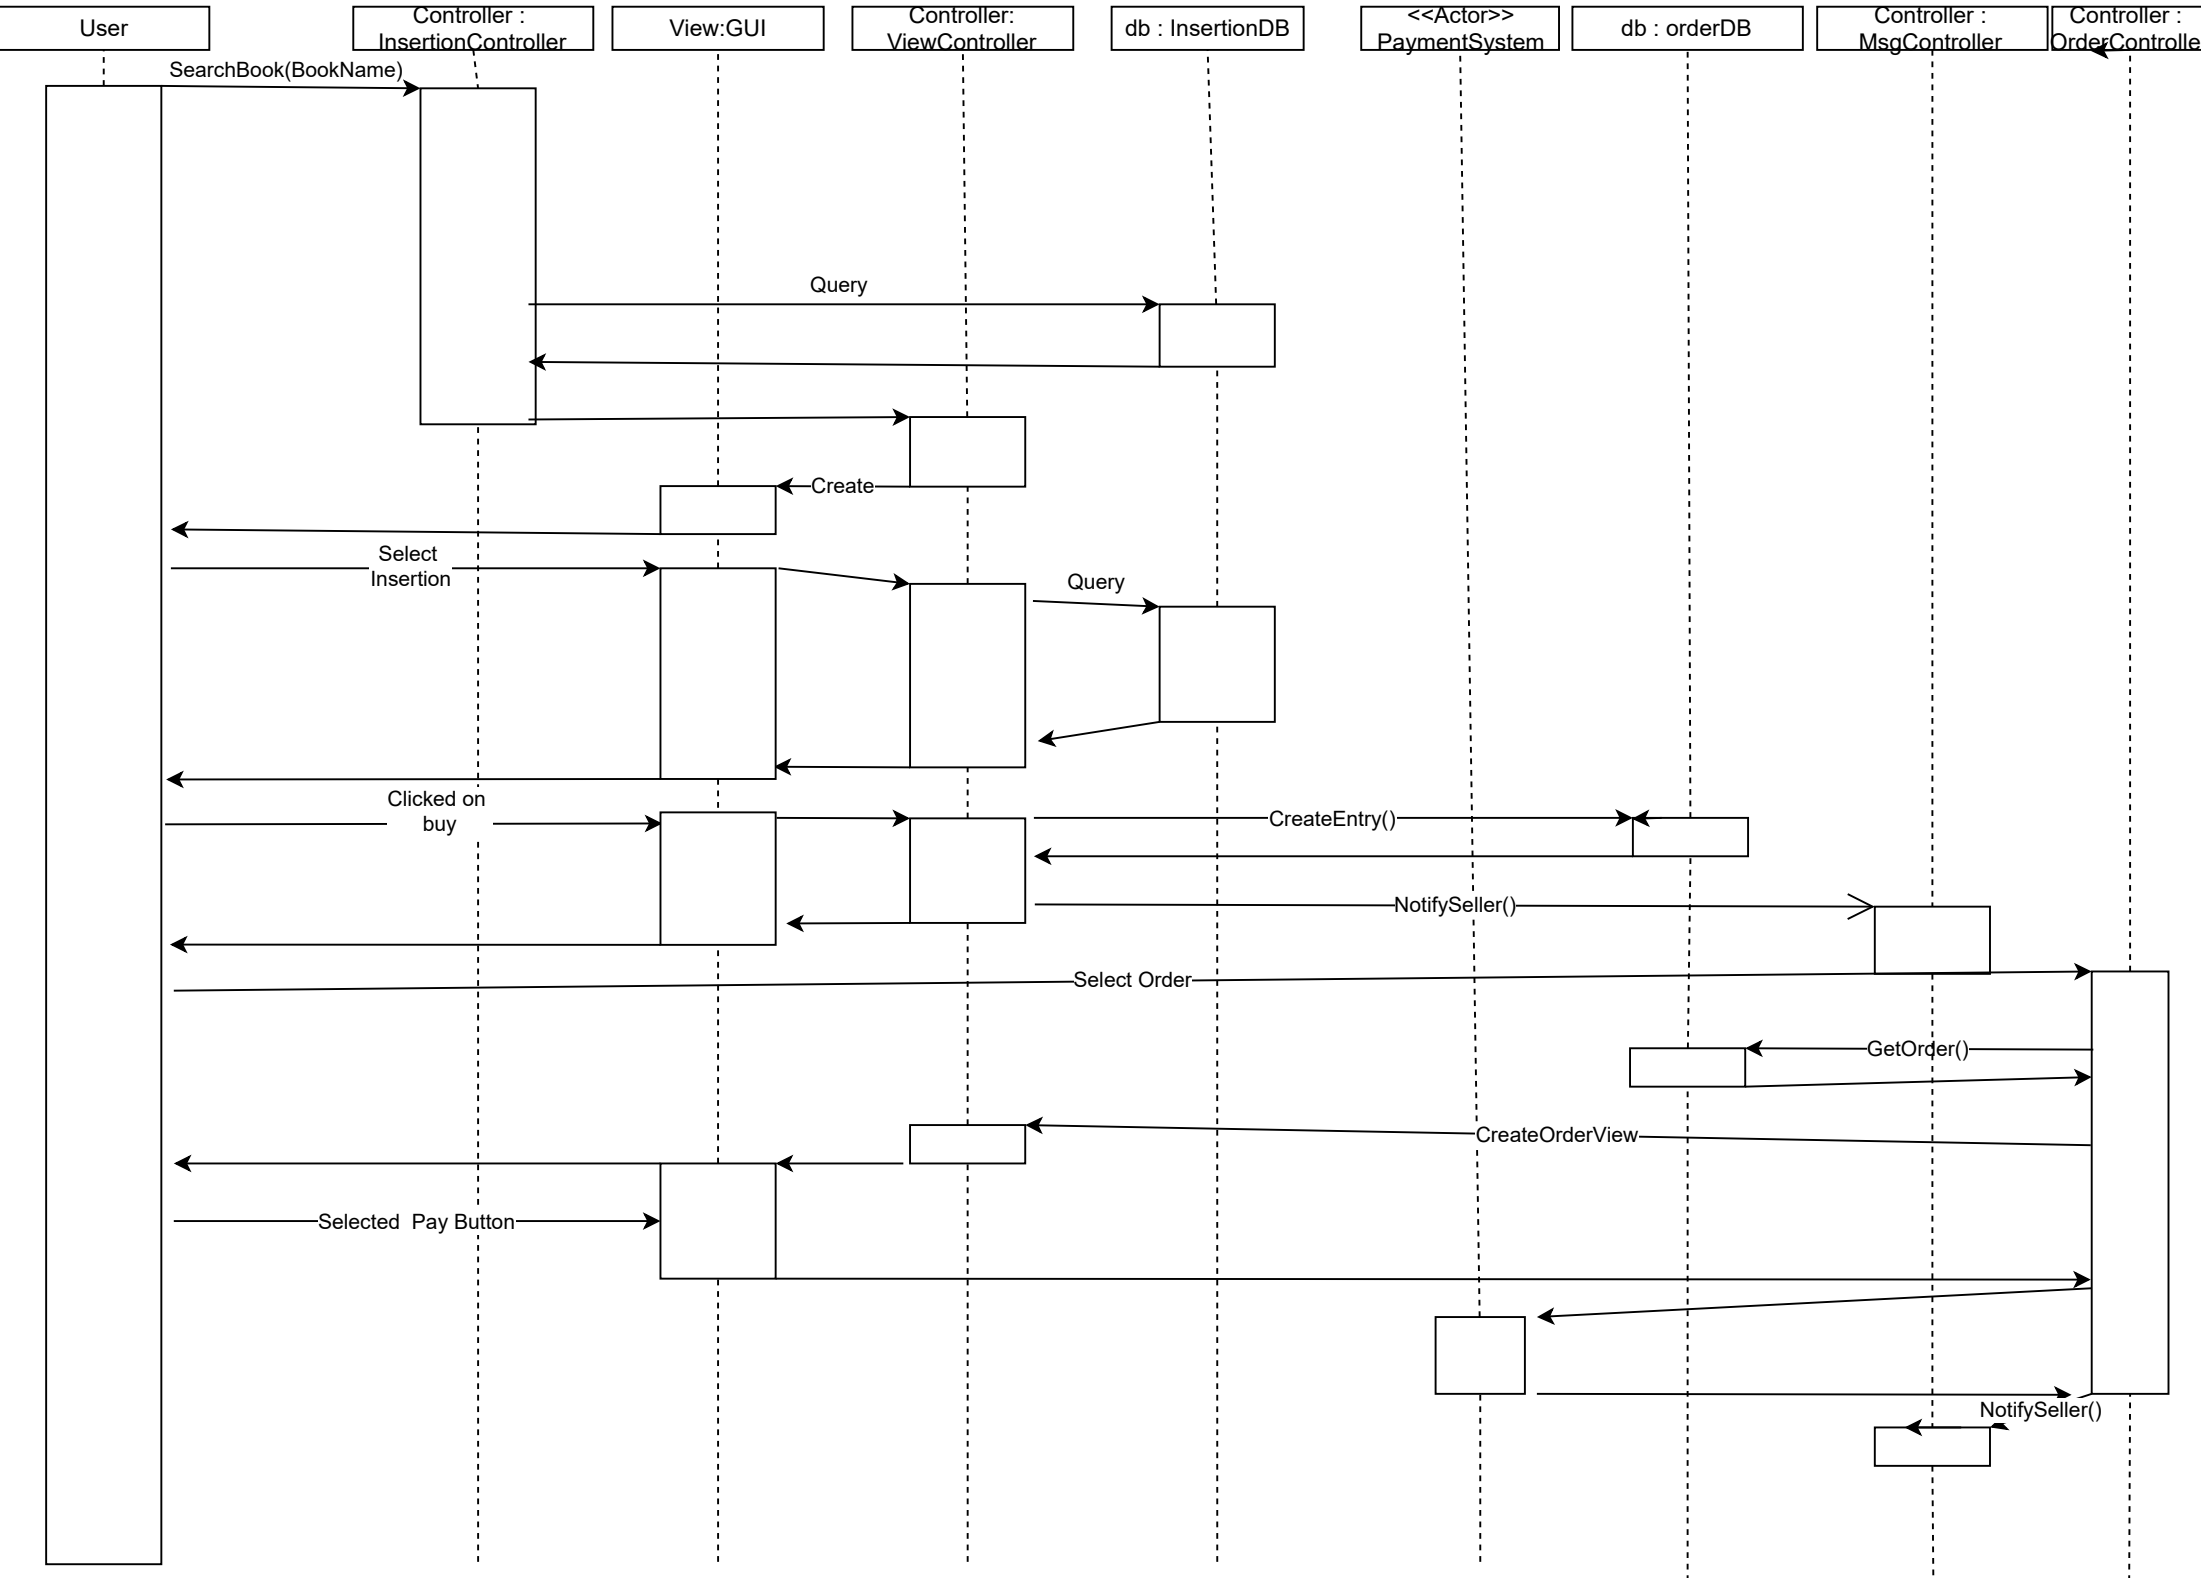 User
Controller :
InsertionController
View:GUI
Controller:
ViewController
db : InsertionDB
<<Actor>>
PaymentSystem
db : orderDB
Controller :
MsgController
Controller :
OrderControlle
SearchBook(BookName)
Query
Create
Select
Insertion
Query
Clicked on
buy
CreateEntry()
NotifySeller()
Select Order
GetOrder()
CreateOrderView
Selected  Pay Button
NotifySeller()